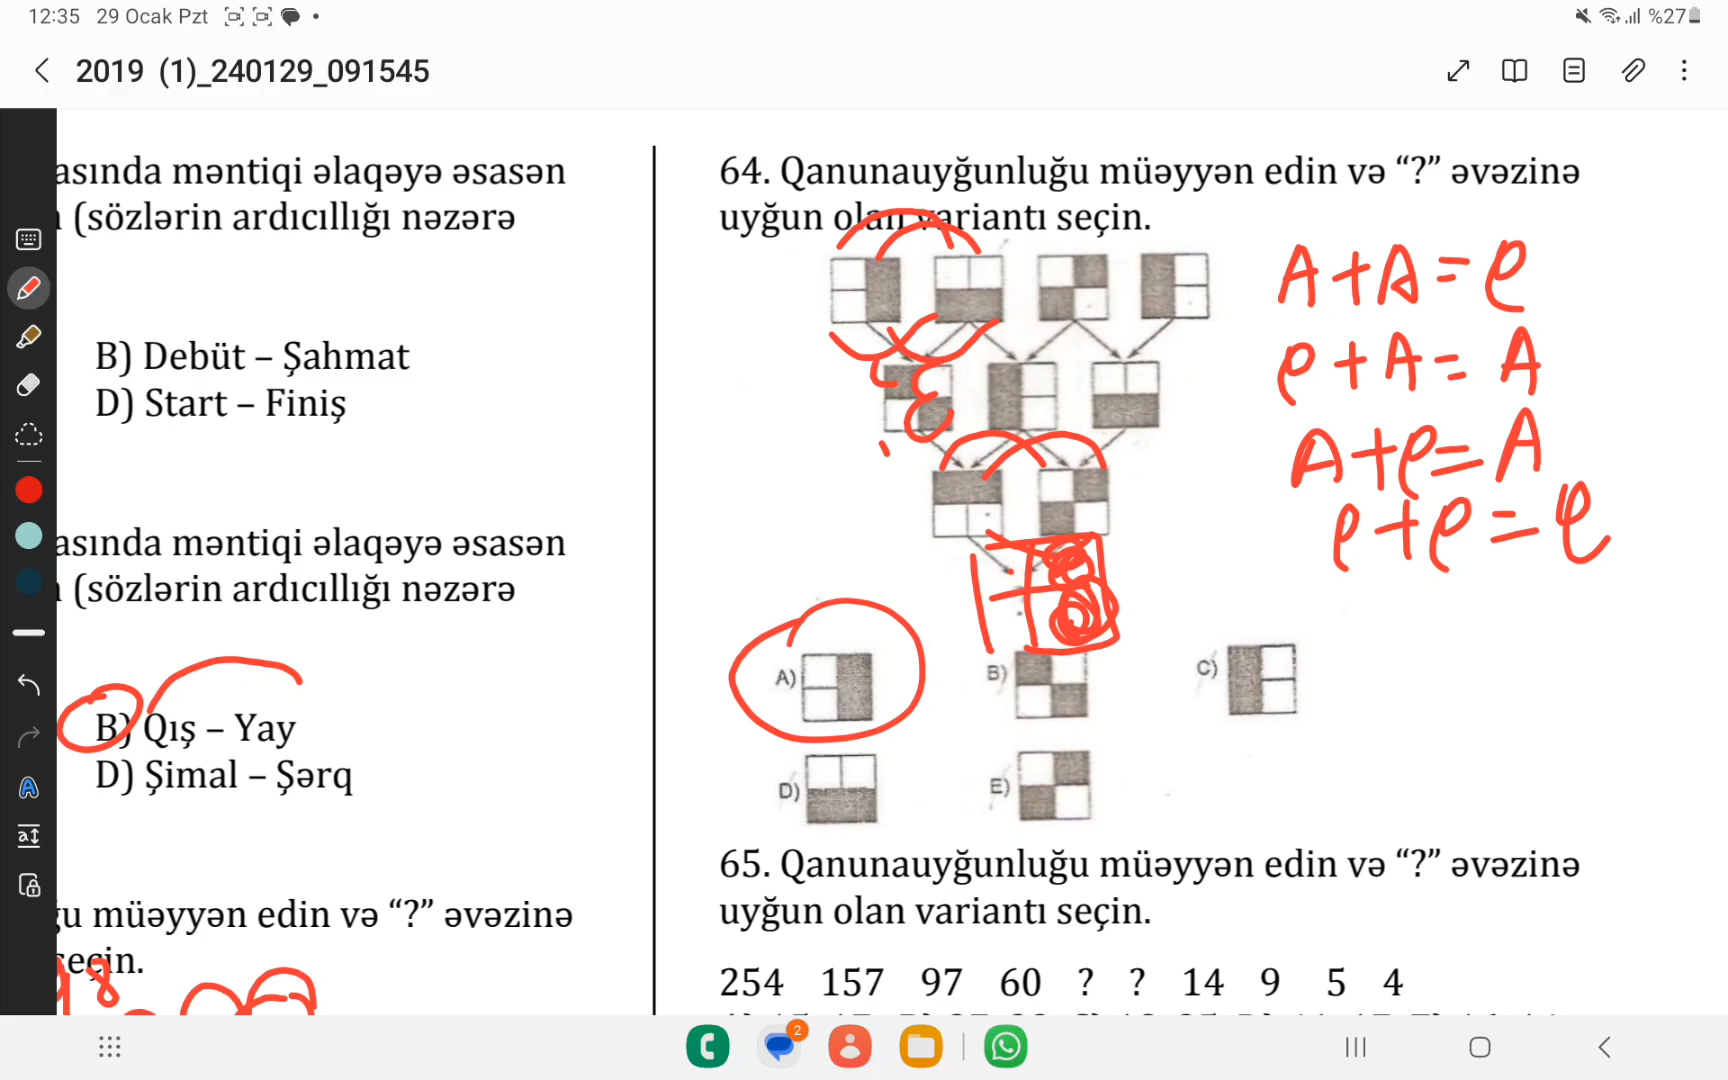 12:35 29 Ocak Pzt
%27
2019 (1)_240129_091545
asında məntiqi əlaqəyə əsasən
(sözlərin ardıcıllığı nəzərə
B) Debüt – Şahmat
D) Start – Finiş
asında məntiqi əlaqəyə əsasən
(sözlərin ardıcıllığı nəzərə
B) Qış – Yay
D) Şimal – Şərq
ğu müəyyən edin və “?” əvəzinə
seçin.
98
64. Qanunauyğunluğu müəyyən edin və “?” əvəzinə
uyğun olan variantı seçin.
A+A=e
e+A=A
A+e=A
e+e=e
A)
B)
C)
D)
E)
65. Qanunauyğunluğu müəyyən edin və “?” əvəzinə
uyğun olan variantı seçin.
254 157 97 60 ? ? 14 9 5 4
2